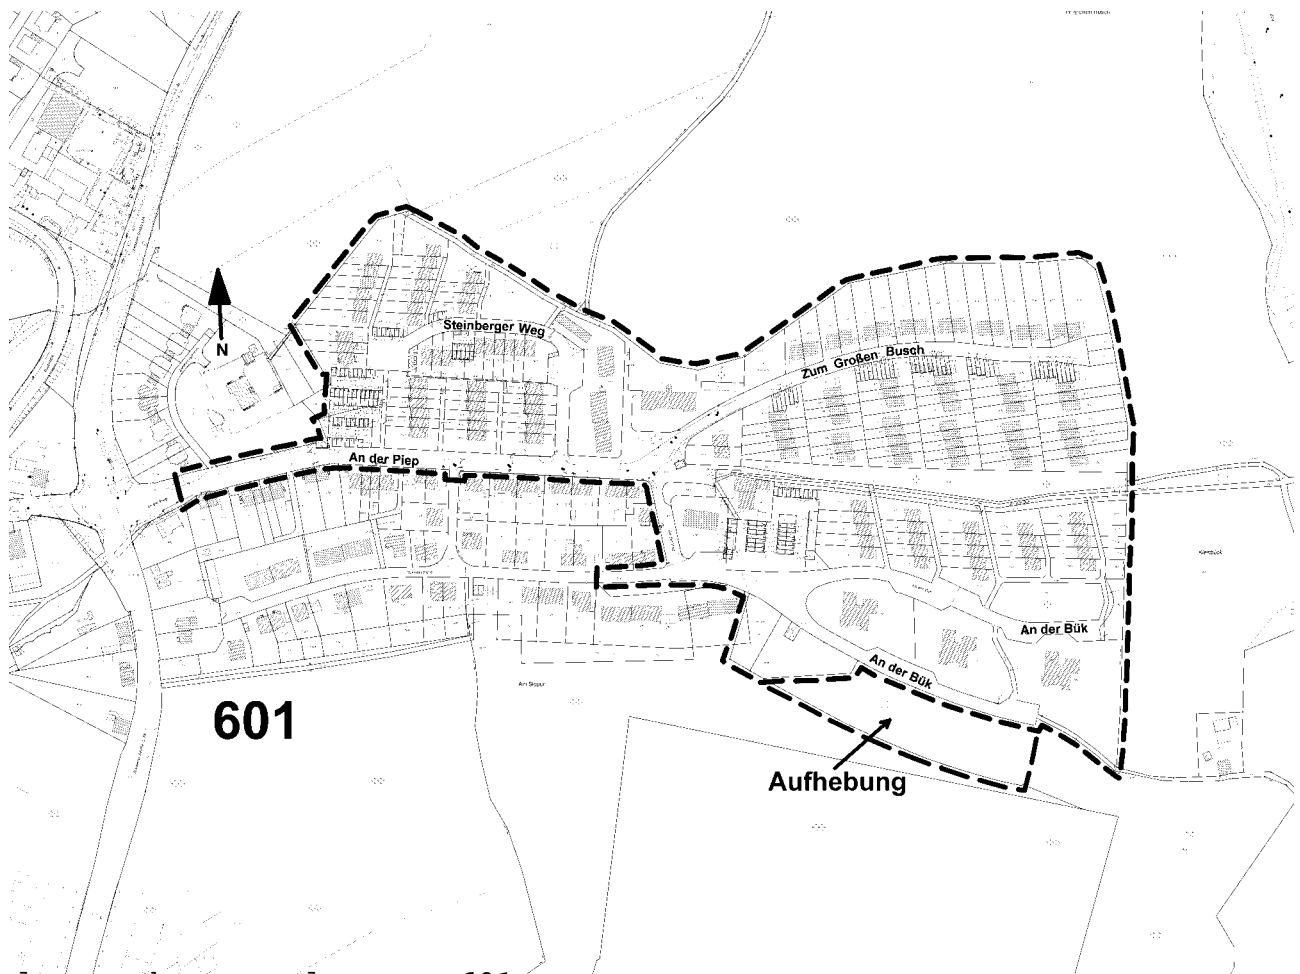 N
Steinberger Weg
Zum Großen Busch
An der Piep
An der Bük
An der Bük
601
Aufhebung